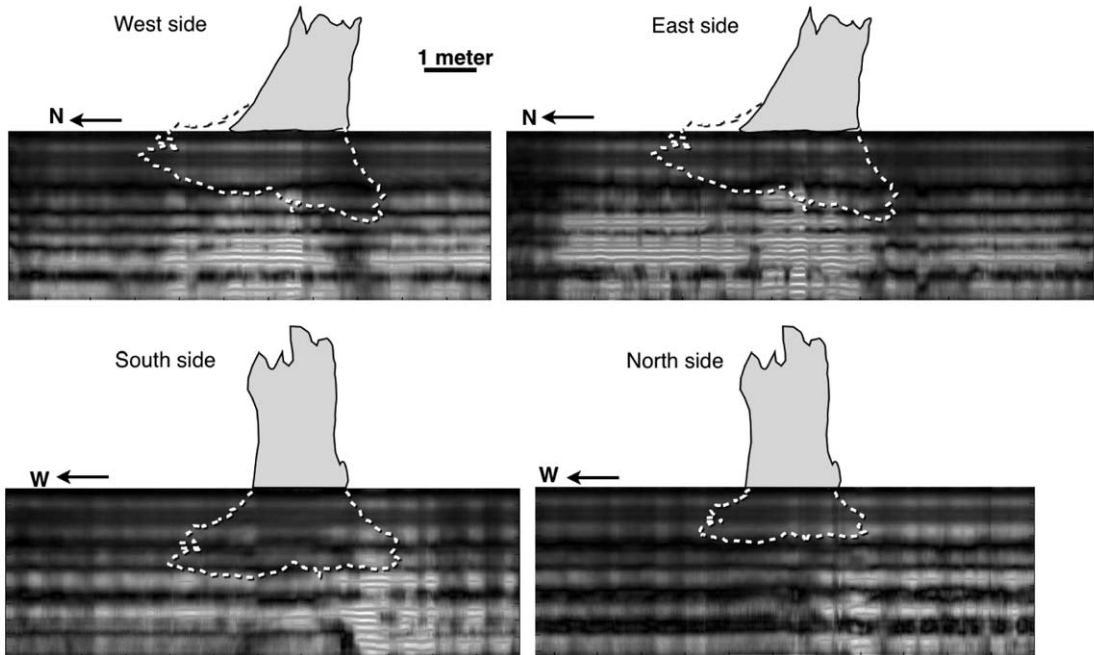 West side
East side
1 meter
N
N
South side
North side
W
W